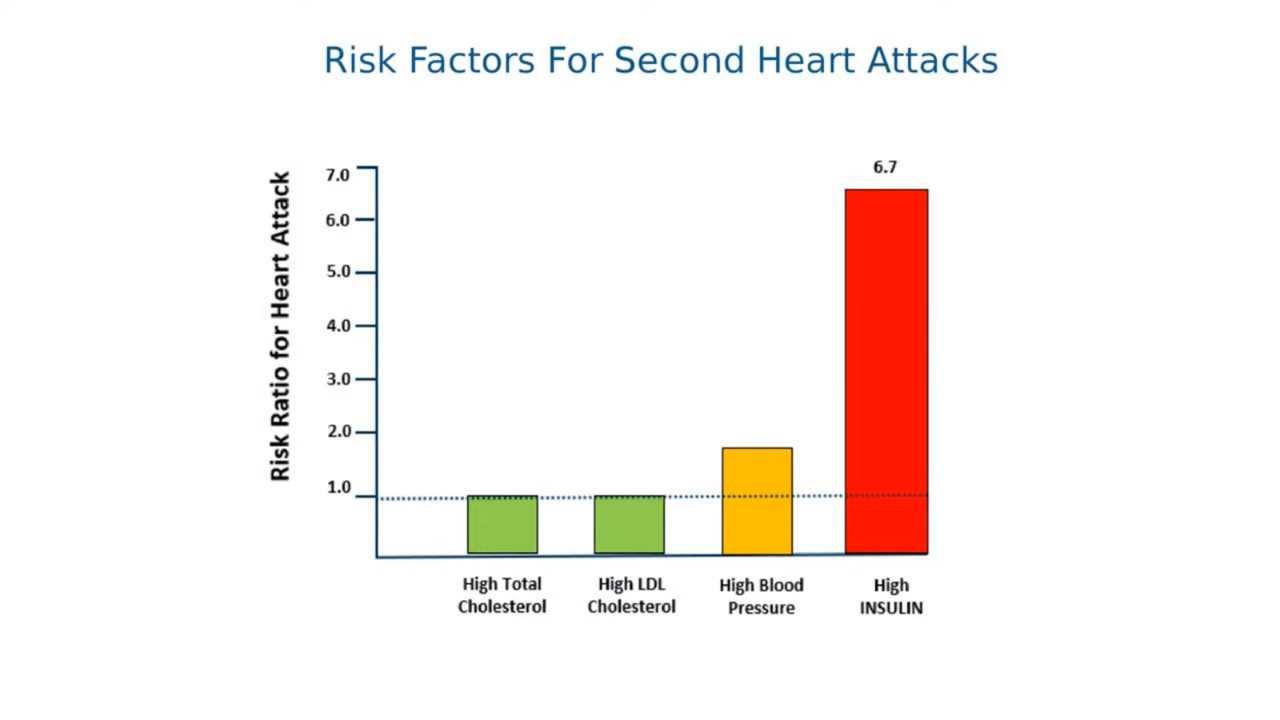 Risk Factors For Second Heart Attacks
Risk Ratio for Heart Attack
7.0
6.0
5.0
4.0
3.0
2.0
1.0
6.7
High Total
Cholesterol
High LDL
Cholesterol
High Blood
Pressure
High
INSULIN